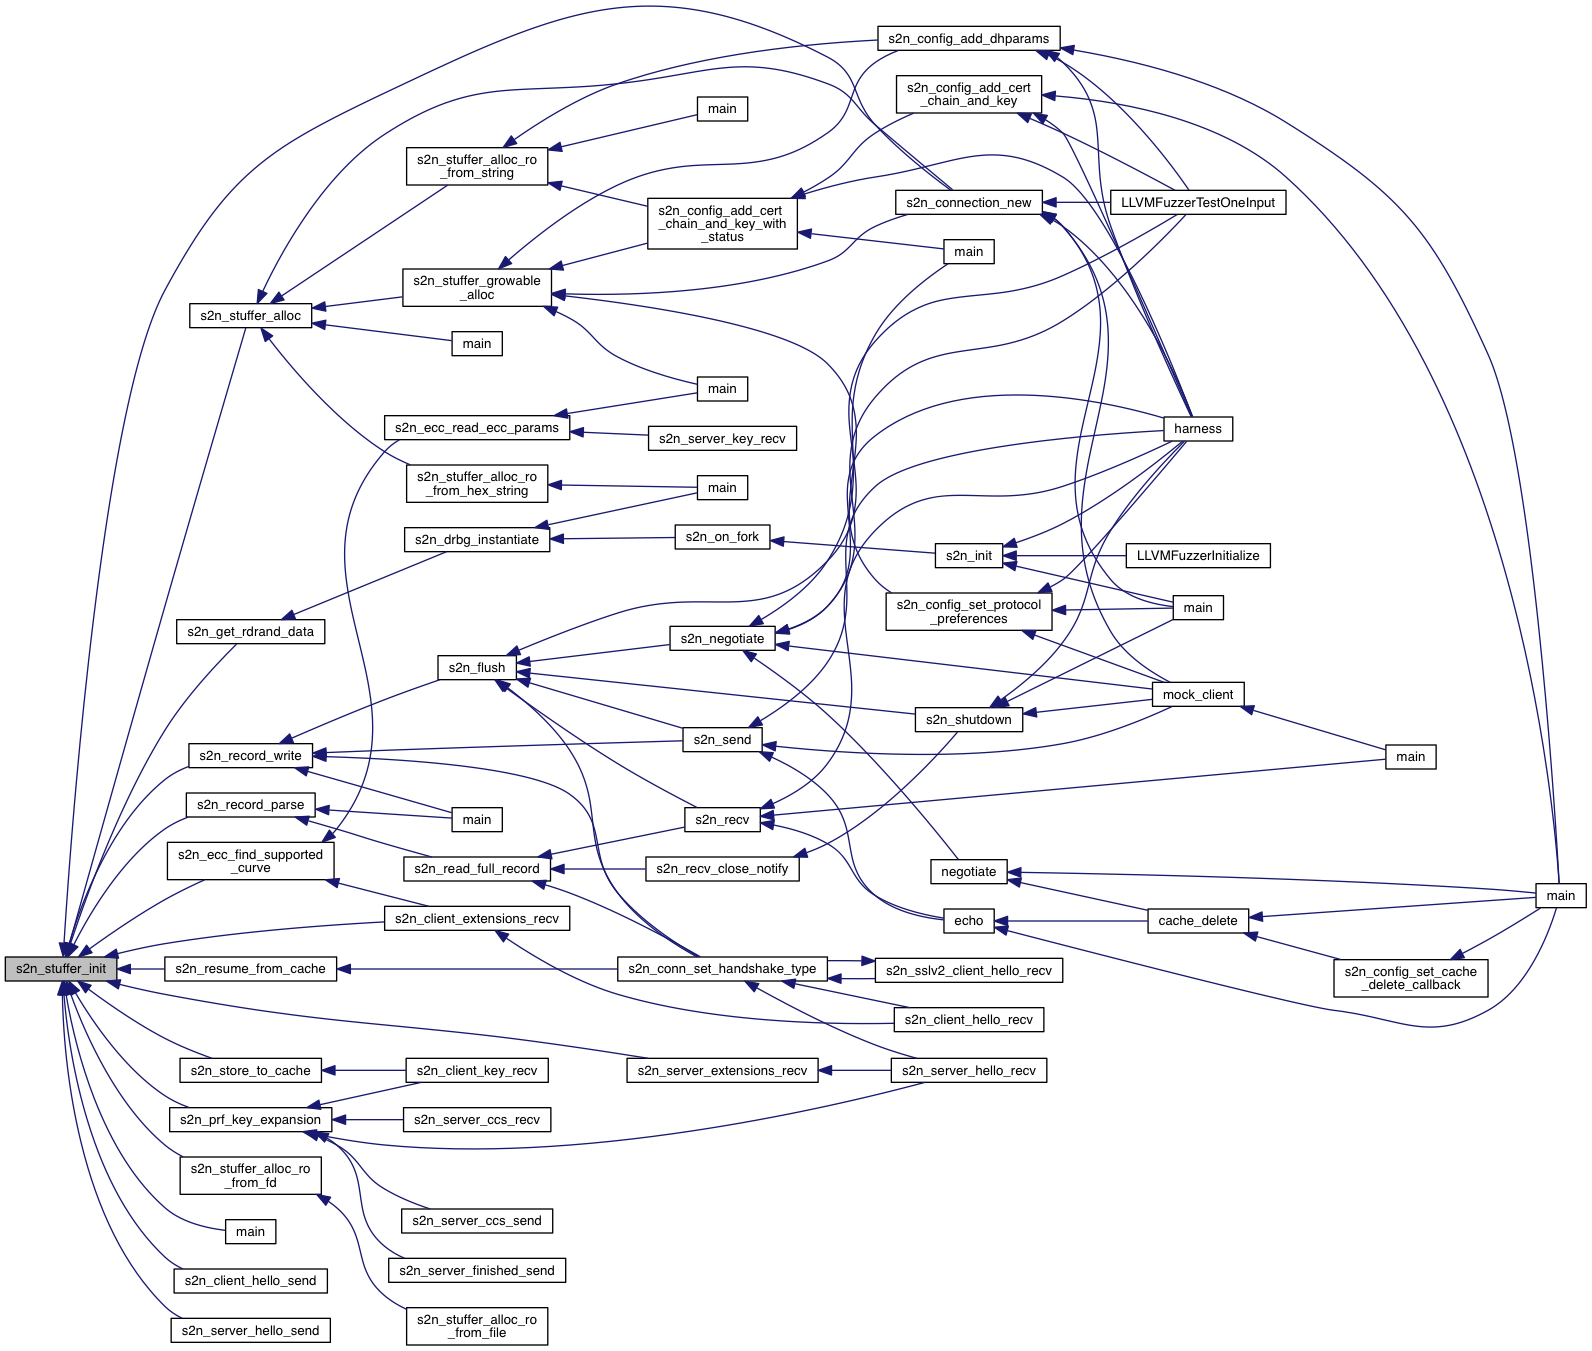 s2n_config_add_dhparams
s2n_config_add_cert
_chain_and_key
main
s2n_stuffer_alloc_ro
_from_string
s2n_config_add_cert
_chain_and_key_with
_status
s2n_connection_new
LLVMFuzzerTestOneInput
main
s2n_stuffer_growable
_alloc
s2n_stuffer_alloc
main
main
s2n_ecc_read_ecc_params
s2n_server_key_recv
harness
s2n_stuffer_alloc_ro
_from_hex_string
main
s2n_drbg_instantiate
s2n_on_fork
s2n_init
LLVMFuzzerInitialize
s2n_config_set_protocol
_preferences
main
s2n_get_rdrand_data
s2n_negotiate
s2n_flush
mock_client
s2n_shutdown
s2n_send
s2n_record_write
main
s2n_record_parse
main
s2n_recv
s2n_ecc_find_supported
_curve
s2n_read_full_record
s2n_recv_close_notify
negotiate
main
s2n_client_extensions_recv
echo
cache_delete
s2n_stuffer_init
s2n_resume_from_cache
s2n_conn_set_handshake_type
s2n_sslv2_client_hello_recv
s2n_config_set_cache
_delete_callback
s2n_client_hello_recv
s2n_store_to_cache
s2n_client_key_recv
s2n_server_extensions_recv
s2n_server_hello_recv
s2n_prf_key_expansion
s2n_server_ccs_recv
s2n_stuffer_alloc_ro
_from_fd
s2n_server_ccs_send
main
s2n_server_finished_send
s2n_client_hello_send
s2n_server_hello_send
s2n_stuffer_alloc_ro
_from_file